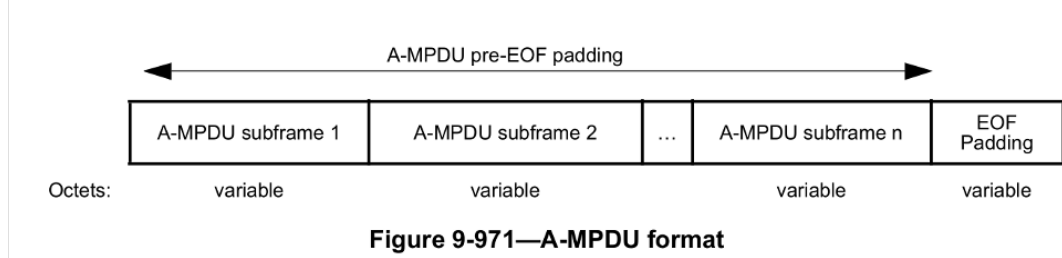 A-MPDU pre-EOF padding
A-MPDU subframe 1 A-MPDU subframe 2 ... A-MPDU subframe n EOF Padding
Octets: variable variable variable variable
Figure 9-971—A-MPDU format